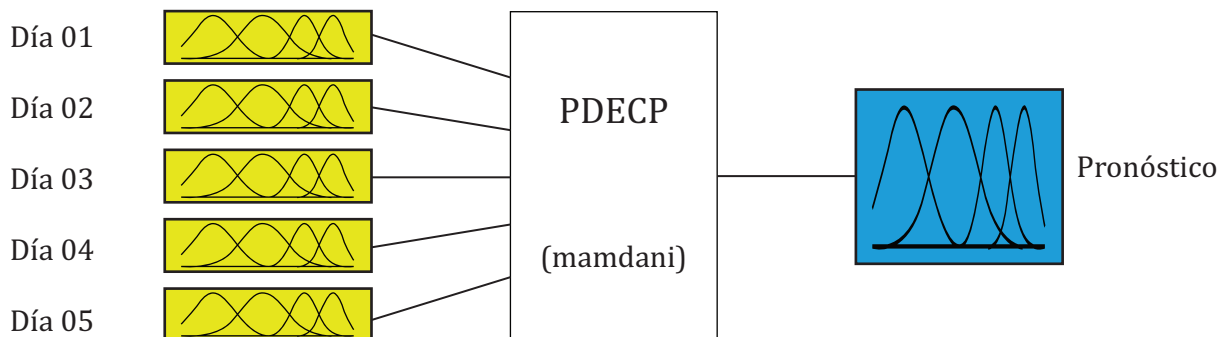 Día 01
Día 02
Día 03
Día 04
Día 05
PDECP
(mamdani)
Pronóstico